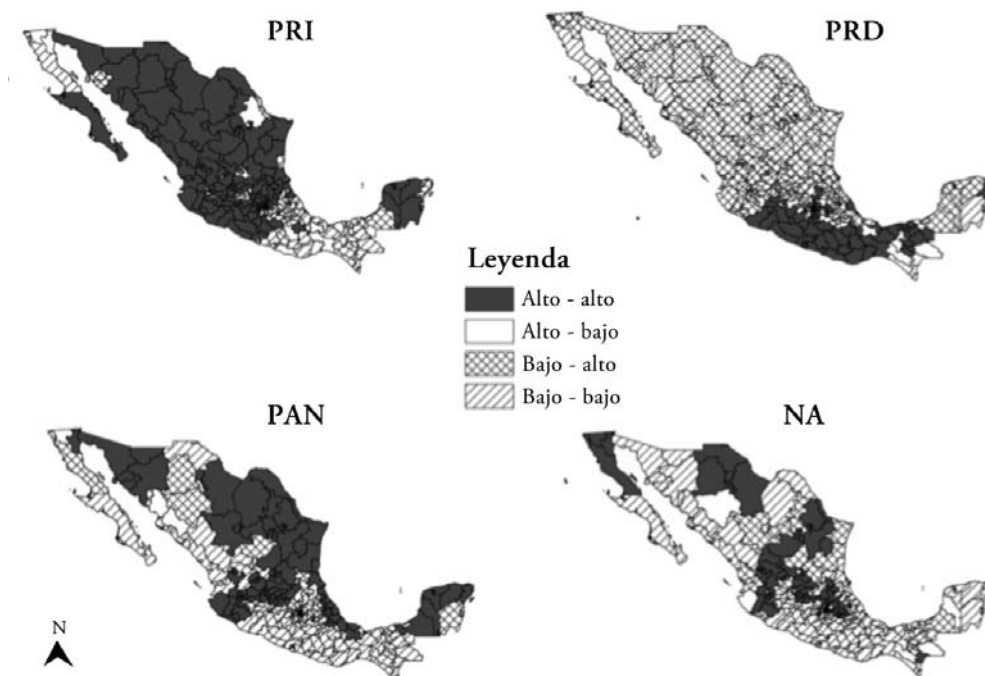 PRI
PRD
Leyenda
Alto - alto
Alto - bajo
Bajo - alto
Bajo - bajo
PAN
NA
N